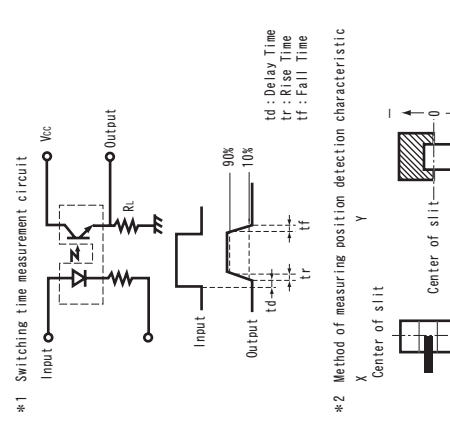 *1 Switching time measurement circuit
Input
Vcc
Output
RL
Input
Output
90%
10%
td
tr
tf
td : Delay Time
tr : Rise Time
tf : Fall Time
*2 Method of measuring position detection characteristic
X
Y
Center of slit
Center of slit
−
0